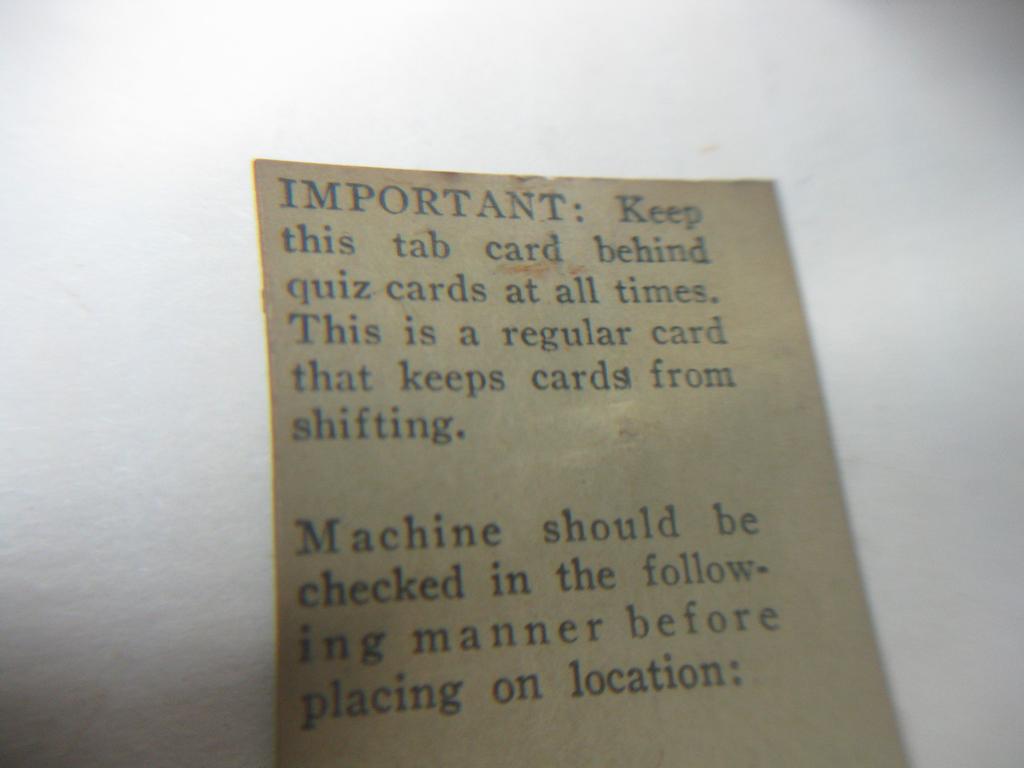 IMPORTANT: Keep
this tab card behind
quiz cards at all times.
This is a regular card
that keeps cards from
shifting.
Machine should be
checked in the follow-
ing manner before
placing on location: